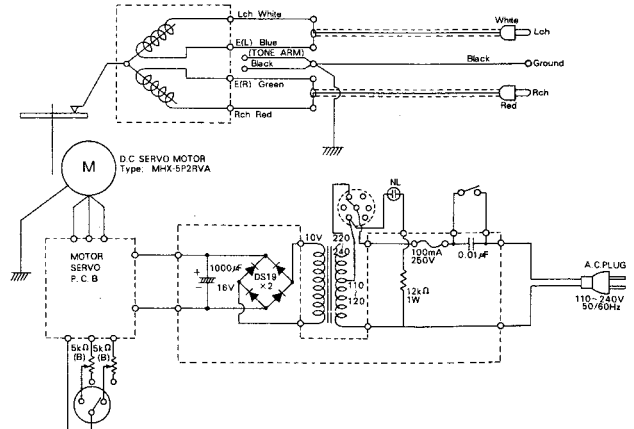 Lch White
White
Lch
E(L) Blue
(TONE ARM)
Black
Black
Ground
E(R) Green
Rch
Red
Rch Red
M
D.C SERVO MOTOR
Type: MHX-5P2RVA
NL
10V
220
240
100mA
250V
0.01μF
MOTOR
SERVO
P.C.B
1000μF
16V
DS19
×2
110
120
12kΩ
1W
A.C.PLUG
110~240V
50/60Hz
5kΩ
(B)
5kΩ
(B)